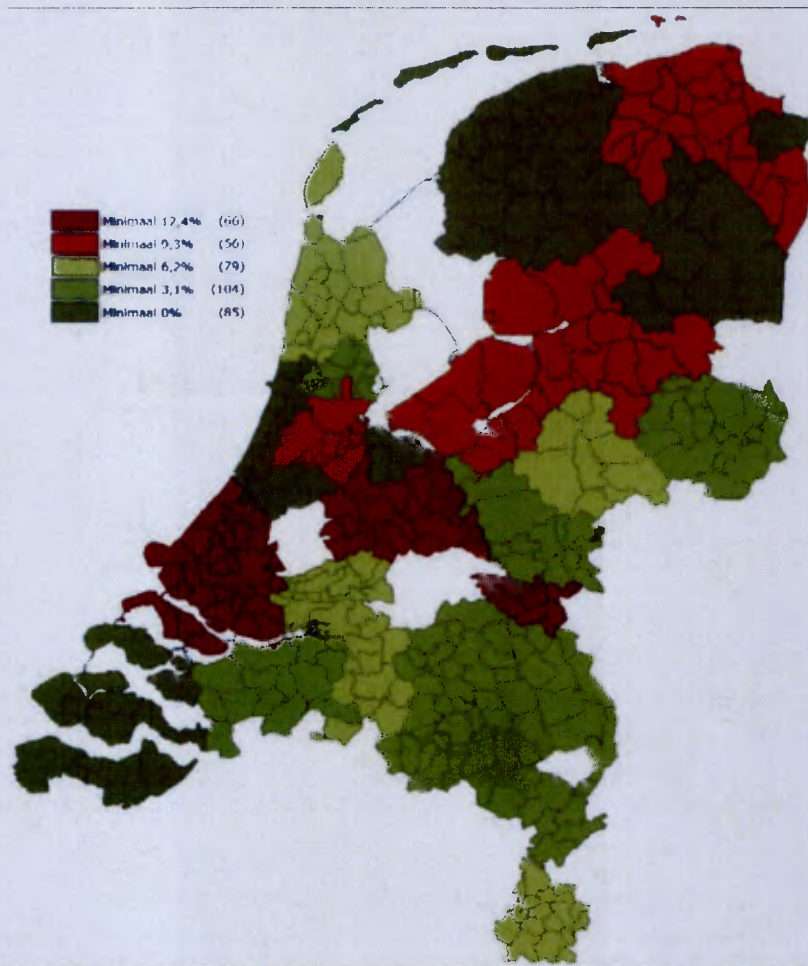 Minimaal 12,4% (66)
Minimaal 9,3% (56)
Minimaal 6,2% (79)
Minimaal 3,1% (104)
Minimaal 0% (85)